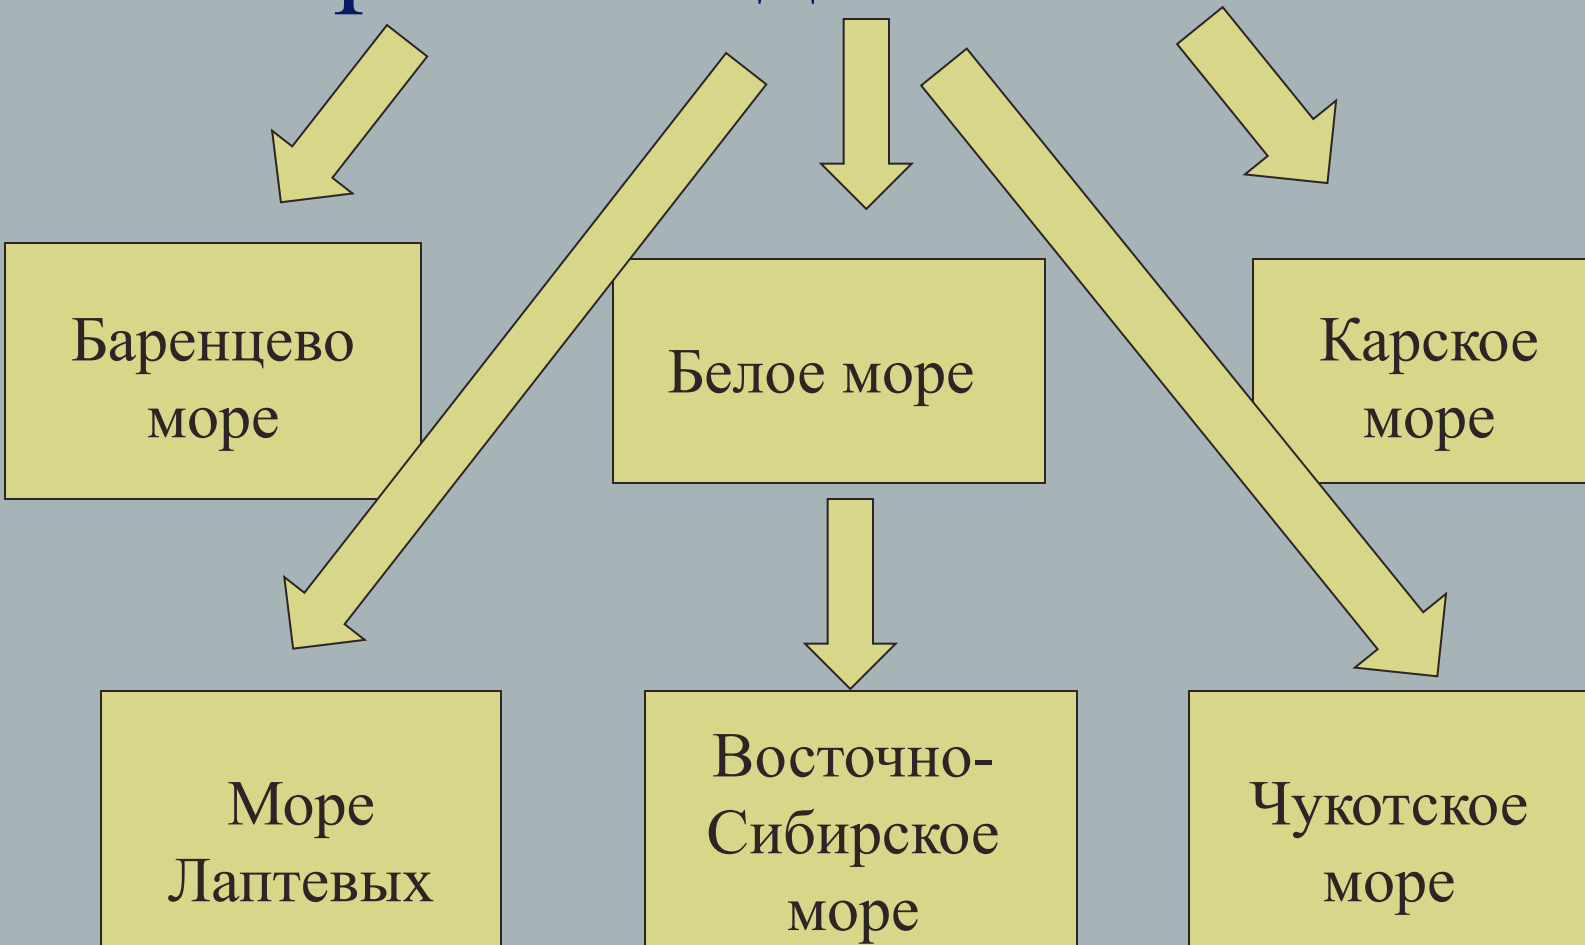 Баренцево
море
Белое море
Карское
море
Море
Лаптевых
Восточно-
Сибирское
море
Чукотское
море